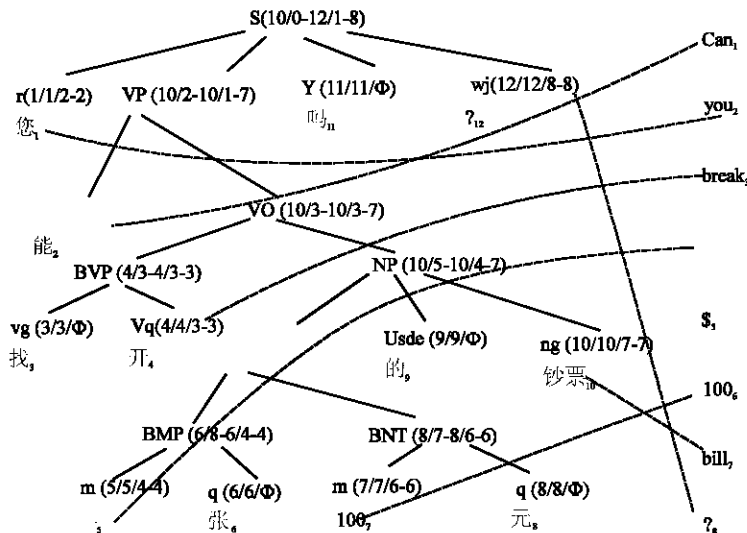 S(10/0-12/1-8)
Can₁
r(1/1/2-2) VP (10/2-10/1-7) Y (11/11/Φ) wj(12/12/8-8)
您₁ 吗₁₁ ?₁₂
you₂
break₃
VO (10/3-10/3-7)
能₂
BVP (4/3-4/3-3) NP (10/5-10/4-7)
vg (3/3/Φ) Vq(4/4/3-3) Usde (9/9/Φ) ng (10/10/7-7) $₅
找₃ 开₄ 的₉ 钞票₁₀
100₆
BMP (6/8-6/4-4) BNT (8/7-8/6-6)
bill₇
m (5/5/4-4) q (6/6/Φ) m (7/7/6-6) q (8/8/Φ)
₅ 张₆ 100₇ 元₈ ?₈